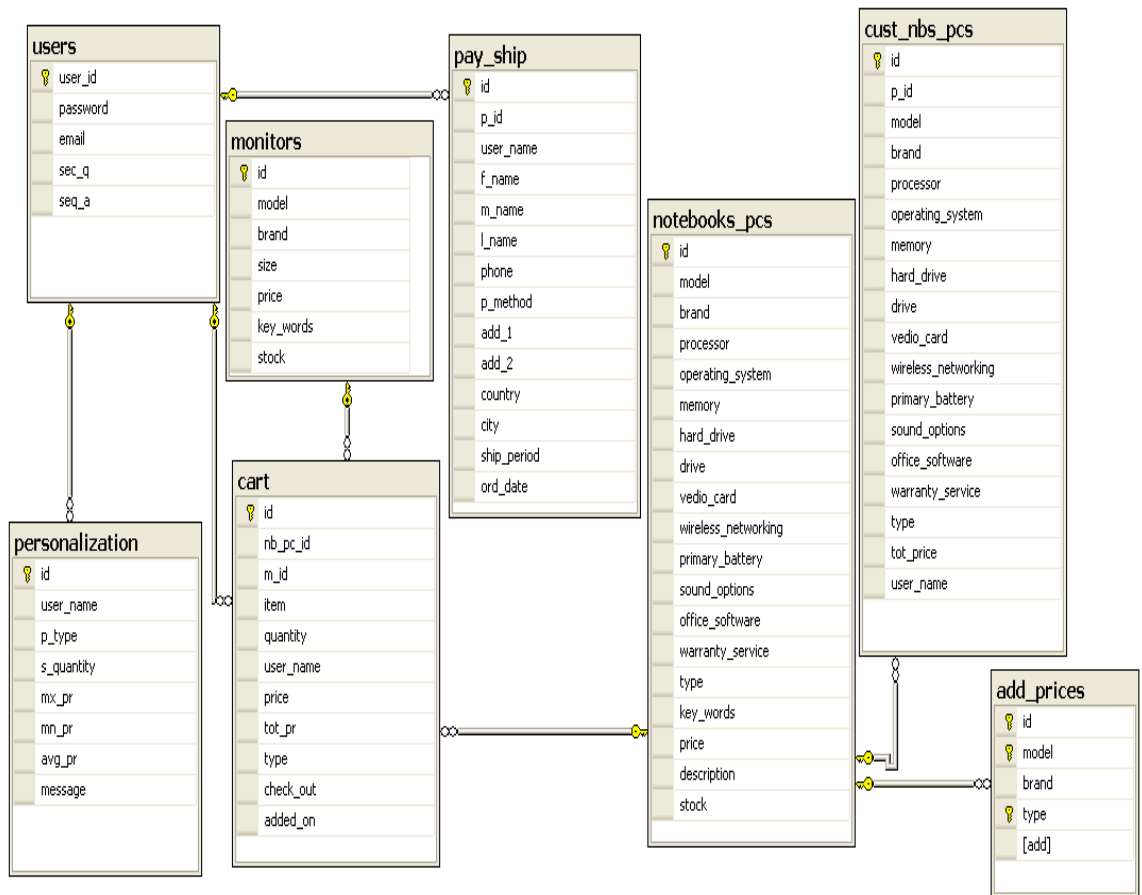 users
user_id
password
email
sec_q
seq_a
monitors
id
model
brand
size
price
key_words
stock
pay_ship
id
p_id
user_name
f_name
m_name
l_name
phone
p_method
add_1
add_2
country
city
ship_period
ord_date
cust_nbs_pcs
id
p_id
model
brand
processor
operating_system
memory
hard_drive
drive
vedio_card
wireless_networking
primary_battery
sound_options
office_software
warranty_service
type
tot_price
user_name
notebooks_pcs
id
model
brand
processor
operating_system
memory
hard_drive
drive
vedio_card
wireless_networking
primary_battery
sound_options
office_software
warranty_service
type
key_words
price
description
stock
personalization
id
user_name
p_type
s_quantity
mx_pr
mn_pr
avg_pr
message
cart
id
nb_pc_id
m_id
item
quantity
user_name
price
tot_pr
type
check_out
added_on
add_prices
id
model
brand
type
[add]